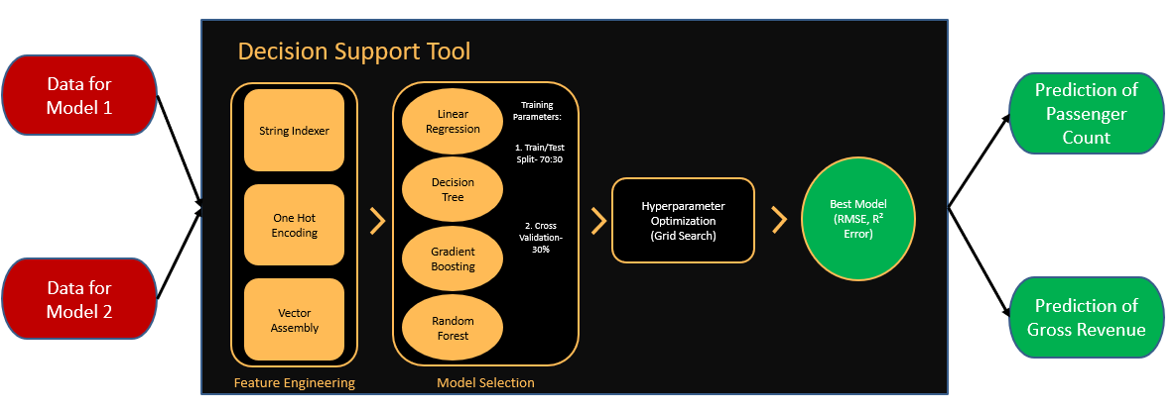 Decision Support Tool
Data for
Model 1
Data for
Model 2
String Indexer
One Hot
Encoding
Vector
Assembly
Feature Engineering
Linear
Regression
Decision
Tree
Gradient
Boosting
Random
Forest
Training
Parameters:
1. Train/Test
Split- 70:30
2. Cross
Validation-
30%
Model Selection
Hyperparameter
Optimization
(Grid Search)
Best Model
(RMSE, R²
Error)
Prediction of
Passenger
Count
Prediction of
Gross Revenue